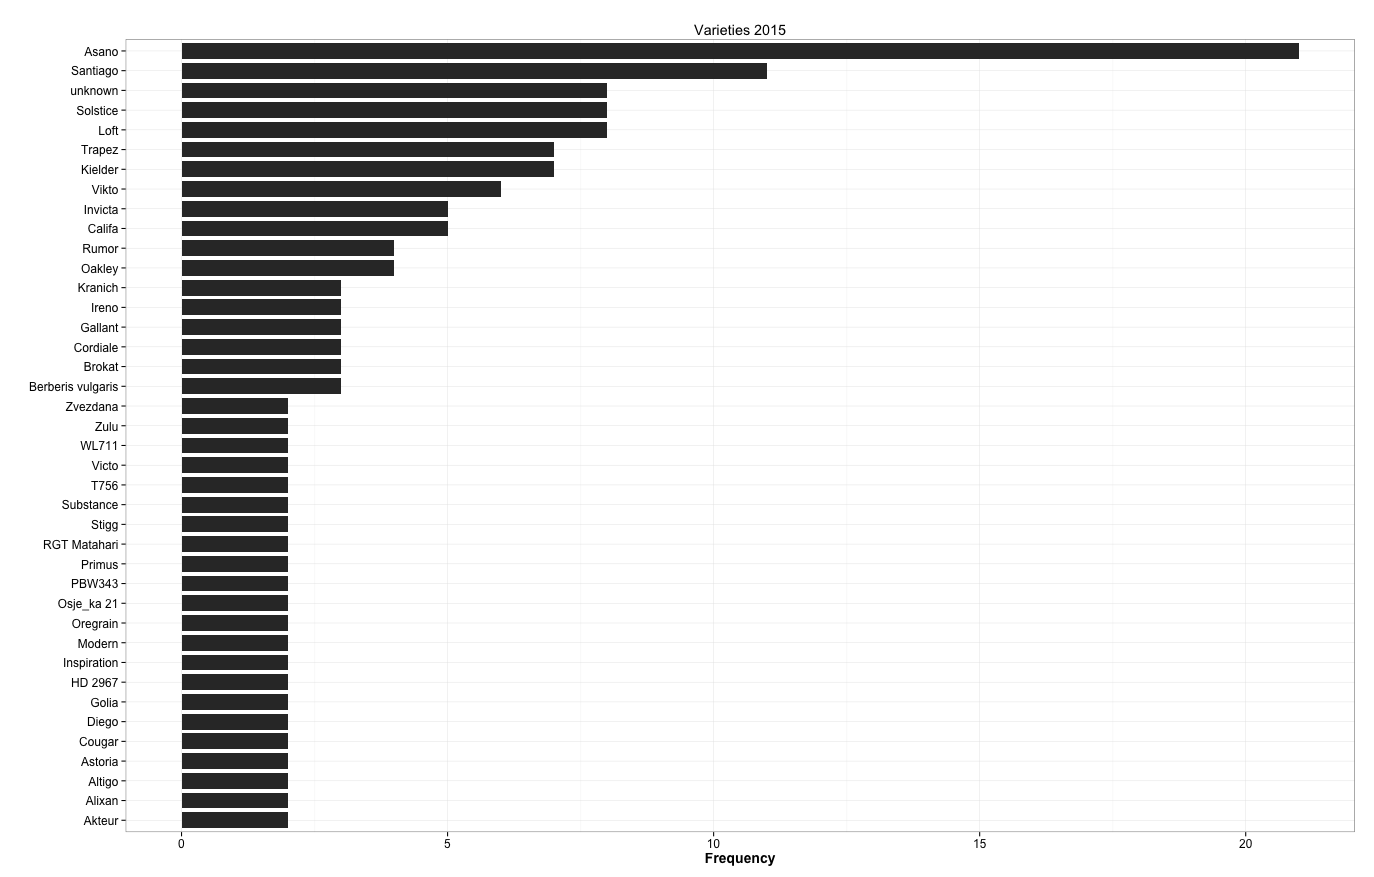 Varieties 2015
Asano
Santiago
unknown
Solstice
Loft
Trapez
Kielder
Vikto
Invicta
Califa
Rumor
Oakley
Kranich
Ireno
Gallant
Cordiale
Brokat
Berberis vulgaris
Zvezdana
Zulu
WL711
Victo
T756
Substance
Stigg
RGT Matahari
Primus
PBW343
Osje_ka 21
Oregrain
Modern
Inspiration
HD 2967
Golia
Diego
Cougar
Astoria
Altigo
Alixan
Akteur
0 5 10 15 20
Frequency